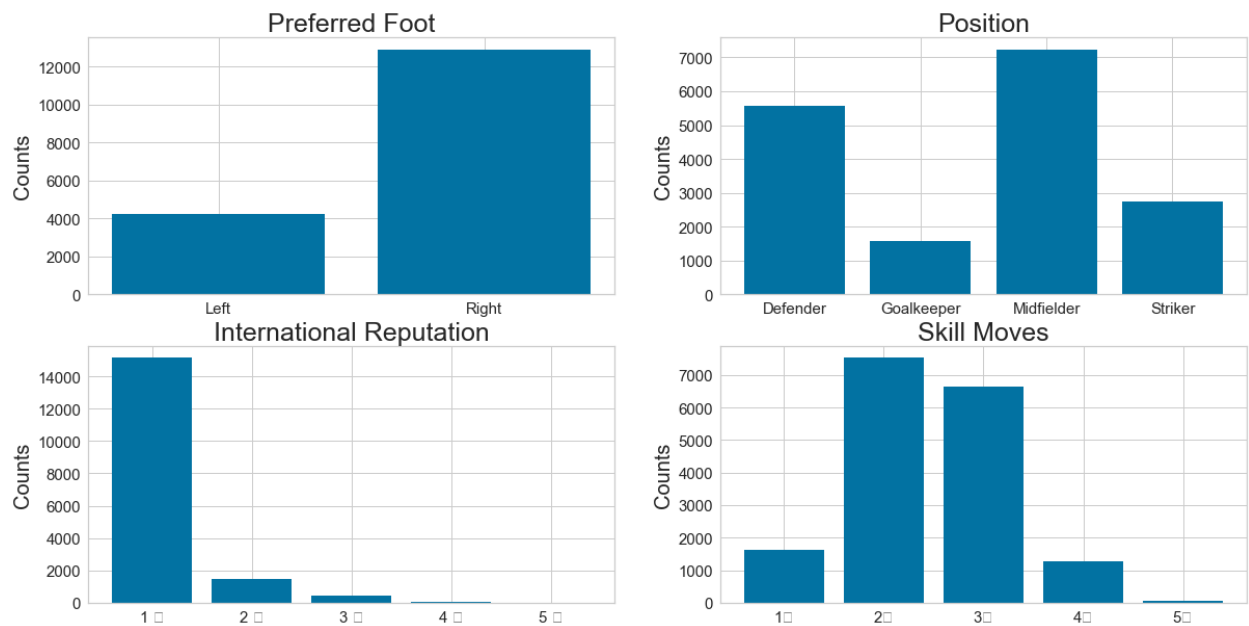 Preferred Foot
Counts
12000
10000
8000
6000
4000
2000
0
Left Right
Position
Counts
7000
6000
5000
4000
3000
2000
1000
0
Defender Goalkeeper Midfielder Striker
International Reputation
Counts
14000
12000
10000
8000
6000
4000
2000
0
1 □ 2 □ 3 □ 4 □ 5 □
Skill Moves
Counts
7000
6000
5000
4000
3000
2000
1000
0
1□ 2□ 3□ 4□ 5□